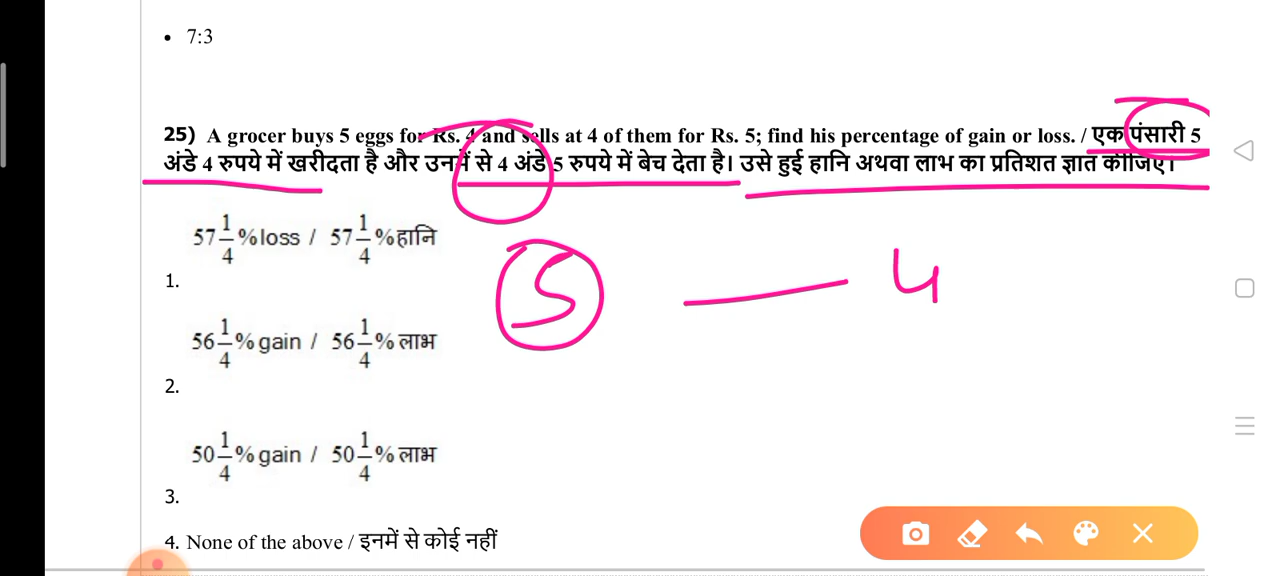 • 7:3
25) A grocer buys 5 eggs for Rs. 4 and sells at 4 of them for Rs. 5; find his percentage of gain or loss. / एक पंसारी 5
अंडे 4 रुपये में खरीदता है और उनमें से 4 अंडे 5 रुपये में बेच देता है। उसे हुई हानि अथवा लाभ का प्रतिशत ज्ञात कीजिए।
1. 57 1/4 % loss / 57 1/4 % हानि
5 — 4
2. 56 1/4 % gain / 56 1/4 % लाभ
3. 50 1/4 % gain / 50 1/4 % लाभ
4. None of the above / इनमें से कोई नहीं